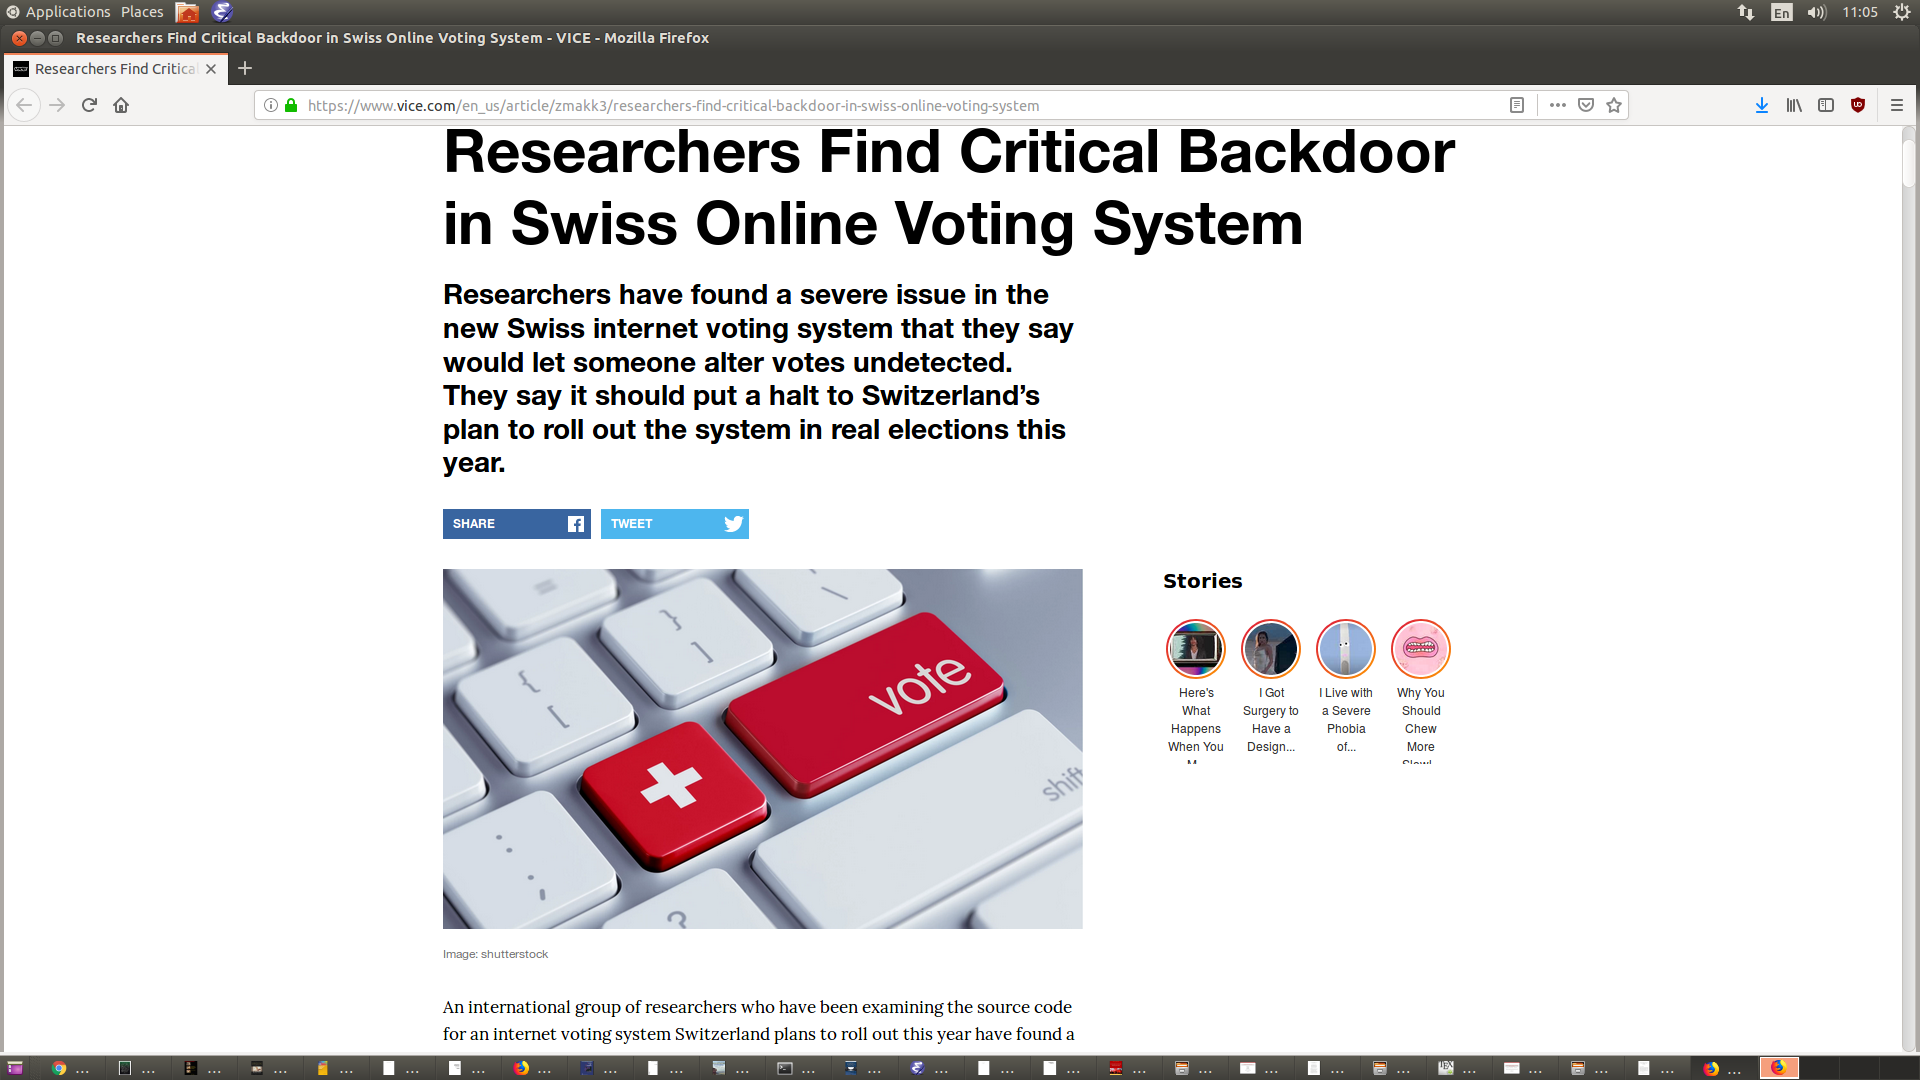 Applications Places
En
11:05
Researchers Find Critical Backdoor in Swiss Online Voting System - VICE - Mozilla Firefox
Researchers Find Critica
https://www.vice.com/en_us/article/zmakk3/researchers-find-critical-backdoor-in-swiss-online-voting-system
Researchers Find Critical Backdoor
in Swiss Online Voting System
Researchers have found a severe issue in the
new Swiss internet voting system that they say
would let someone alter votes undetected.
They say it should put a halt to Switzerland’s
plan to roll out the system in real elections this
year.
SHARE
TWEET
vote
shift
Image: shutterstock
Stories
Here's
What
Happens
When You
M...
I Got
Surgery to
Have a
Design...
I Live with
a Severe
Phobia
of...
Why You
Should
Chew
More
An international group of researchers who have been examining the source code
for an internet voting system Switzerland plans to roll out this year have found a